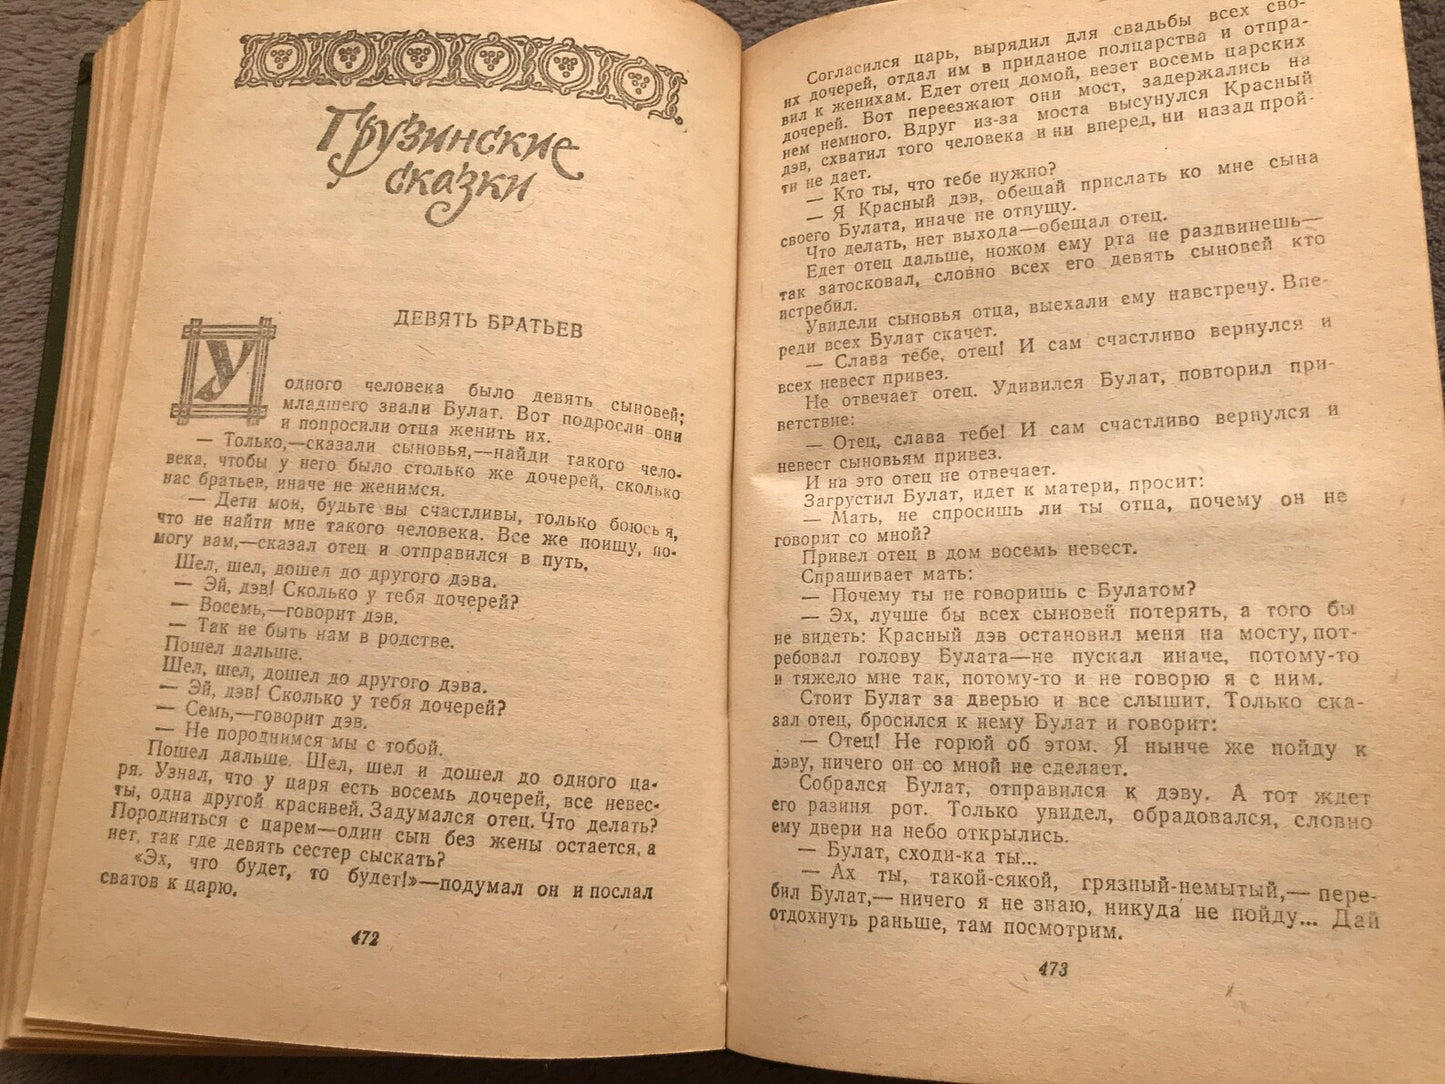 Грузинские
сказки
ДЕВЯТЬ БРАТЬЕВ
У одного человека было девять сыновей;
младшего звали Булат. Вот подросли они
и попросили отца женить их.
— Только,—сказали сыновья,—найди такого чело-
века, чтобы у него было столько же дочерей, сколько
нас братьев, иначе не женимся.
— Дети мои, будьте вы счастливы, только боюсья,
что не найти мне такого человека. Все же поищу, по-
могу вам,—сказал отец и отправился в путь.
Шел, шел, дошел до другого дэва.
— Эй, дэв! Сколько у тебя дочерей?
— Восемь,—говорит дэв.
— Так не быть нам в родстве.
Пошел дальше.
Шел, шел, дошел до другого дэва.
— Эй, дэв! Сколько у тебя дочерей?
— Семь,—говорит дэв.
— Не породнимся мы с тобой.
Пошел дальше. Шел, шел и дошел до одного ца-
ря. Узнал, что у царя есть восемь дочерей, все невес-
ты, одна другой красивей. Задумался отец. Что делать?
Породниться с царем—один сын без жены остается, а
нет, так где девять сестер сыскать?
«Эх, что будет, то будет!»—подумал он и послал
сватов к царю.
472
Согласился царь, вырядил для свадьбы всех сво-
их дочерей, отдал им в приданое полцарства и отпра-
вил к женихам. Едет отец домой, везет восемь царских
дочерей. Вот переезжают они мост, задержались на
нем немного. Вдруг из-за моста высунулся Красный
дэв, схватил того человека и ни вперед, ни назад прой-
ти не дает.
— Кто ты, что тебе нужно?
— Я Красный дэв, обещай прислать ко мне сына
своего Булата, иначе не отпущу.
Что делать, нет выхода—обещал отец.
Едет отец дальше, ножом ему рта не раздвинешь—
так затосковал, словно всех его девять сыновей кто
истребил.
Увидели сыновья отца, выехали ему навстречу. Впе-
реди всех Булат скачет.
— Слава тебе, отец! И сам счастливо вернулся и
всех невест привез.
Не отвечает отец. Удивился Булат, повторил при-
ветствие:
— Отец, слава тебе! И сам счастливо вернулся и
невест сыновьям привез.
И на это отец не отвечает.
Загрустил Булат, идет к матери, просит:
— Мать, не спросишь ли ты отца, почему он не
говорит со мной?
Привел отец в дом восемь невест.
Спрашивает мать:
— Почему ты не говоришь с Булатом?
— Эх, лучше бы всех сыновей потерять, а того бы
не видеть: Красный дэв остановил меня на мосту, пот-
ребовал голову Булата—не пускал иначе, потому-то
и тяжело мне так, потому-то и не говорю я с ним.
Стоит Булат за дверью и все слышит. Только ска-
зал отец, бросился к нему Булат и говорит:
— Отец! Не горюй об этом. Я нынче же пойду к
дэву, ничего он со мной не сделает.
Собрался Булат, отправился к дэву. А тот ждет
его разиня рот. Только увидел, обрадовался, словно
ему двери на небо открылись.
— Булат, сходи-ка ты...
— Ах ты, такой-сякой, грязный-немытый,— пере-
бил Булат,— ничего я не знаю, никуда не пойду... Дай
отдохнуть раньше, там посмотрим.
473